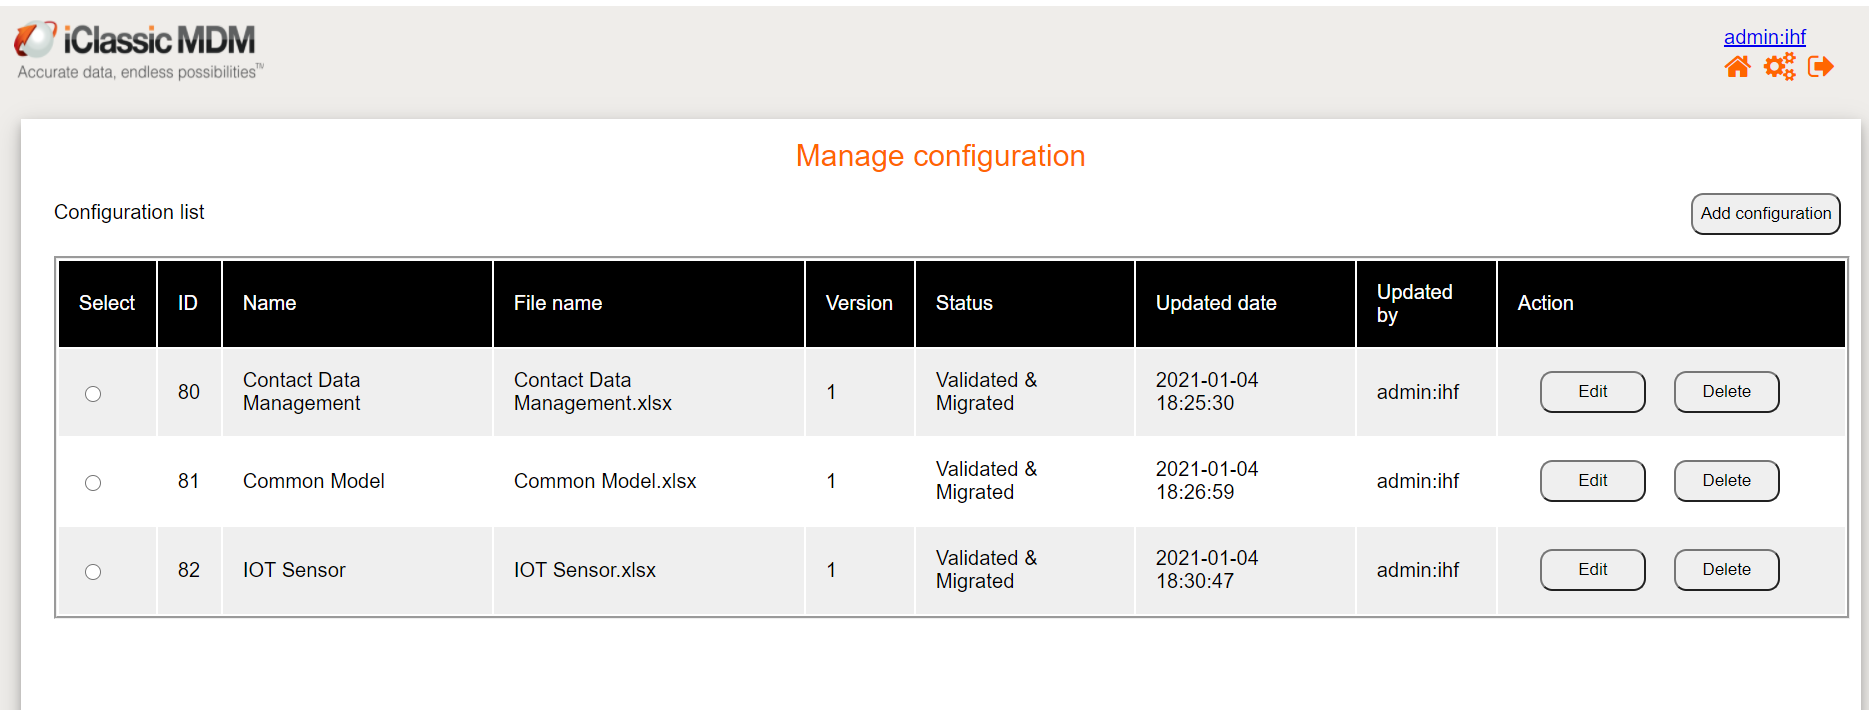 iClassic MDM
Accurate data, endless possibilities™
admin:ihf
Manage configuration
Configuration list
Add configuration
Select ID Name File name Version Status Updated date Updated by Action
80 Contact Data Management Contact Data Management.xlsx 1 Validated & Migrated 2021-01-04 18:25:30 admin:ihf Edit Delete
81 Common Model Common Model.xlsx 1 Validated & Migrated 2021-01-04 18:26:59 admin:ihf Edit Delete
82 IOT Sensor IOT Sensor.xlsx 1 Validated & Migrated 2021-01-04 18:30:47 admin:ihf Edit Delete